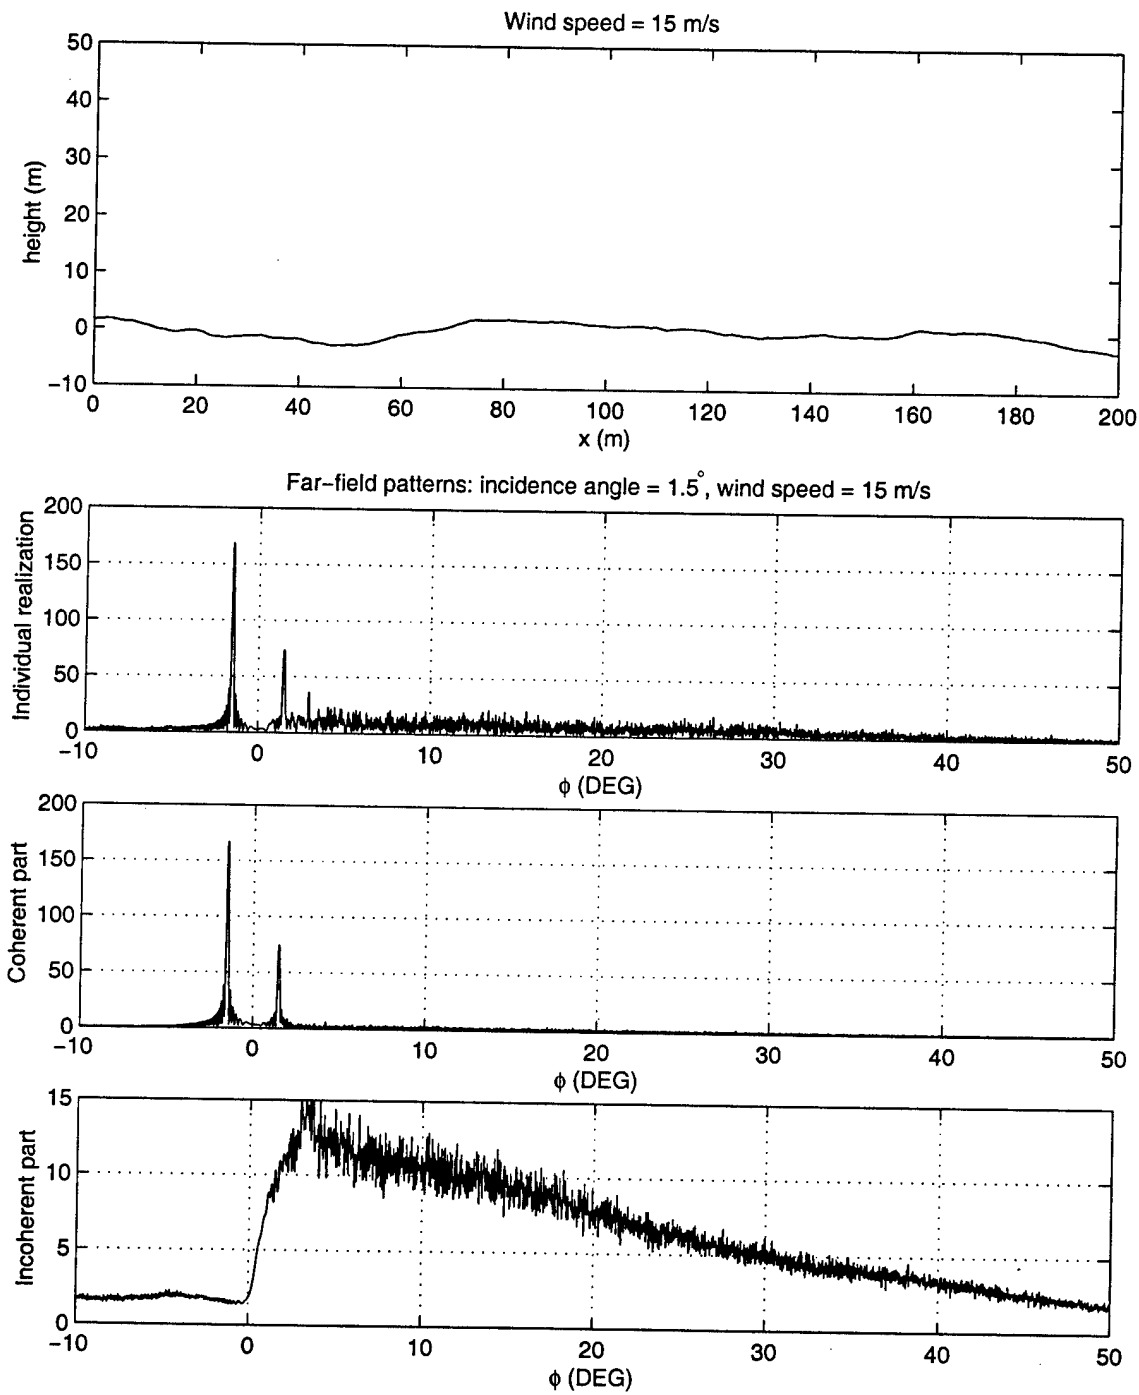 Wind speed = 15 m/s
50
40
30
20
10
0
−10
height (m)
0 20 40 60 80 100 120 140 160 180 200
x (m)
Far−field patterns: incidence angle = 1.5°, wind speed = 15 m/s
200
150
100
50
0
Individual realization
−10 0 10 20 30 40 50
ϕ (DEG)
200
150
100
50
0
Coherent part
−10 0 10 20 30 40 50
ϕ (DEG)
15
10
5
0
Incoherent part
−10 0 10 20 30 40 50
ϕ (DEG)